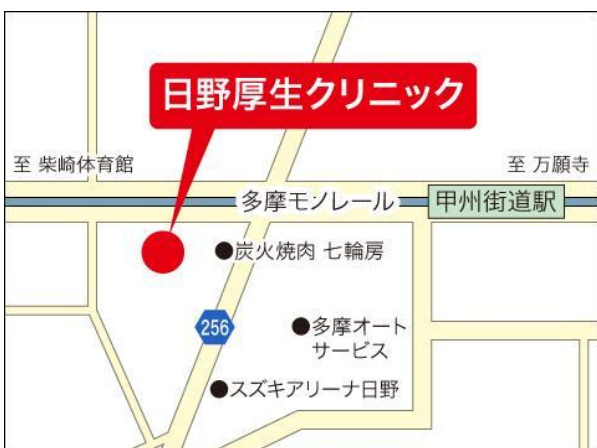 日野厚生クリニック
至 柴崎体育館
至 万願寺
多摩モノレール
甲州街道駅
●炭火焼肉 七輪房
256
●多摩オート
サービス
●スズキアリーナ日野